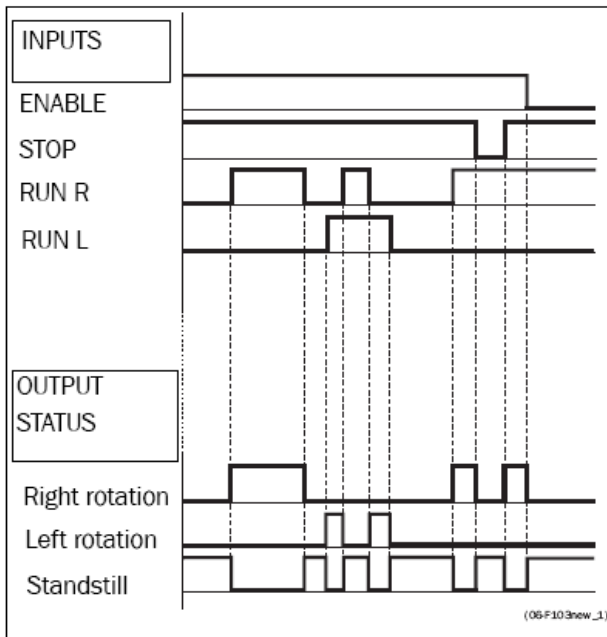 INPUTS
ENABLE
STOP
RUN R
RUN L
OUTPUT
STATUS
Right rotation
Left rotation
Standstill
(06-F103new_1)